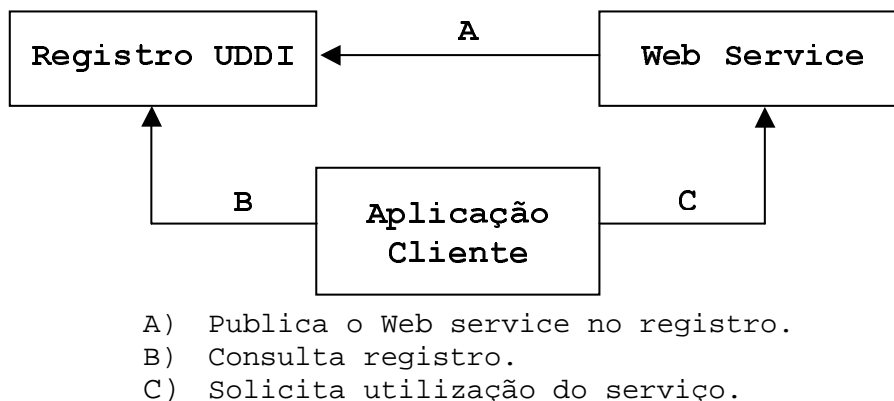 A
Registro UDDI
Web Service
B
Aplicação
Cliente
C
A) Publica o Web service no registro.
B) Consulta registro.
C) Solicita utilização do serviço.